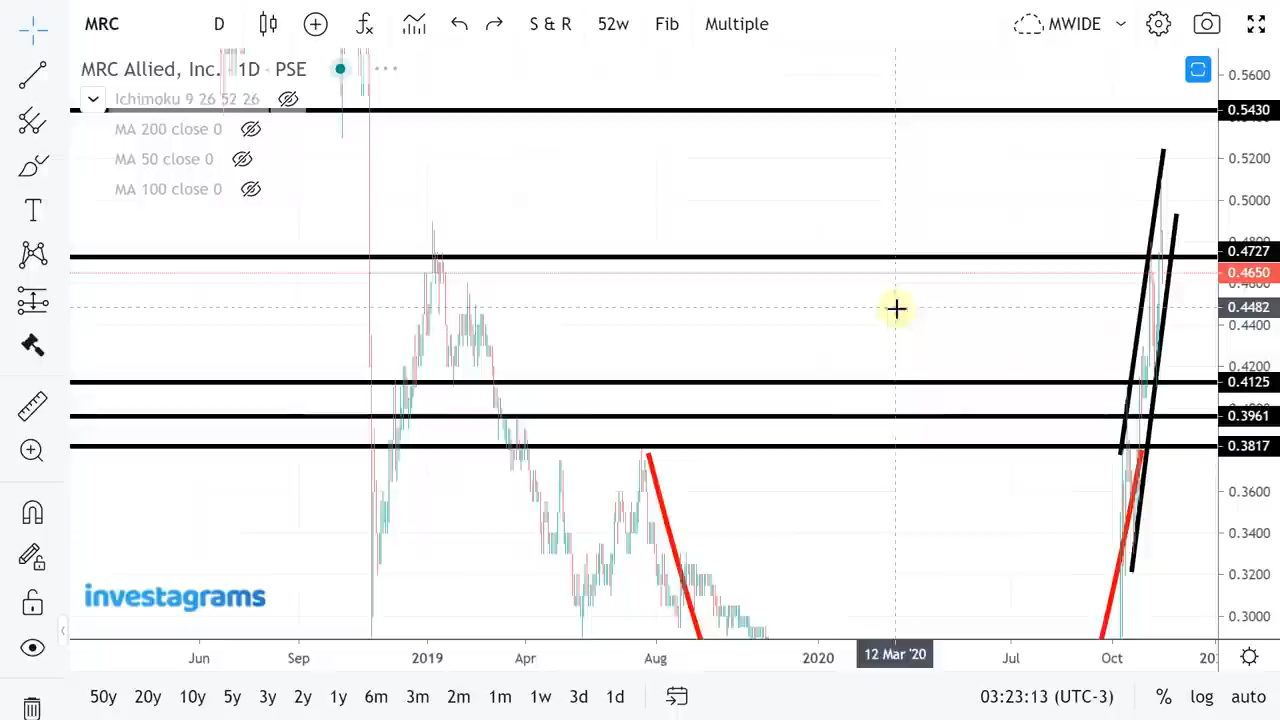 MRC D S & R 52w Fib Multiple MWIDE
MRC Allied, Inc. · 1D · PSE
Ichimoku 9 26 52 26
MA 200 close 0
MA 50 close 0
MA 100 close 0
0.5600
0.5430
0.5200
0.5000
0.4727
0.4650
0.4482
0.4400
0.4200
0.4125
0.3961
0.3817
0.3600
0.3400
0.3200
0.3000
investagrams
Jun Sep 2019 Apr Aug 2020 12 Mar '20 Jul Oct
50y 20y 10y 5y 3y 2y 1y 6m 3m 2m 1m 1w 3d 1d 03:23:13 (UTC-3) % log auto